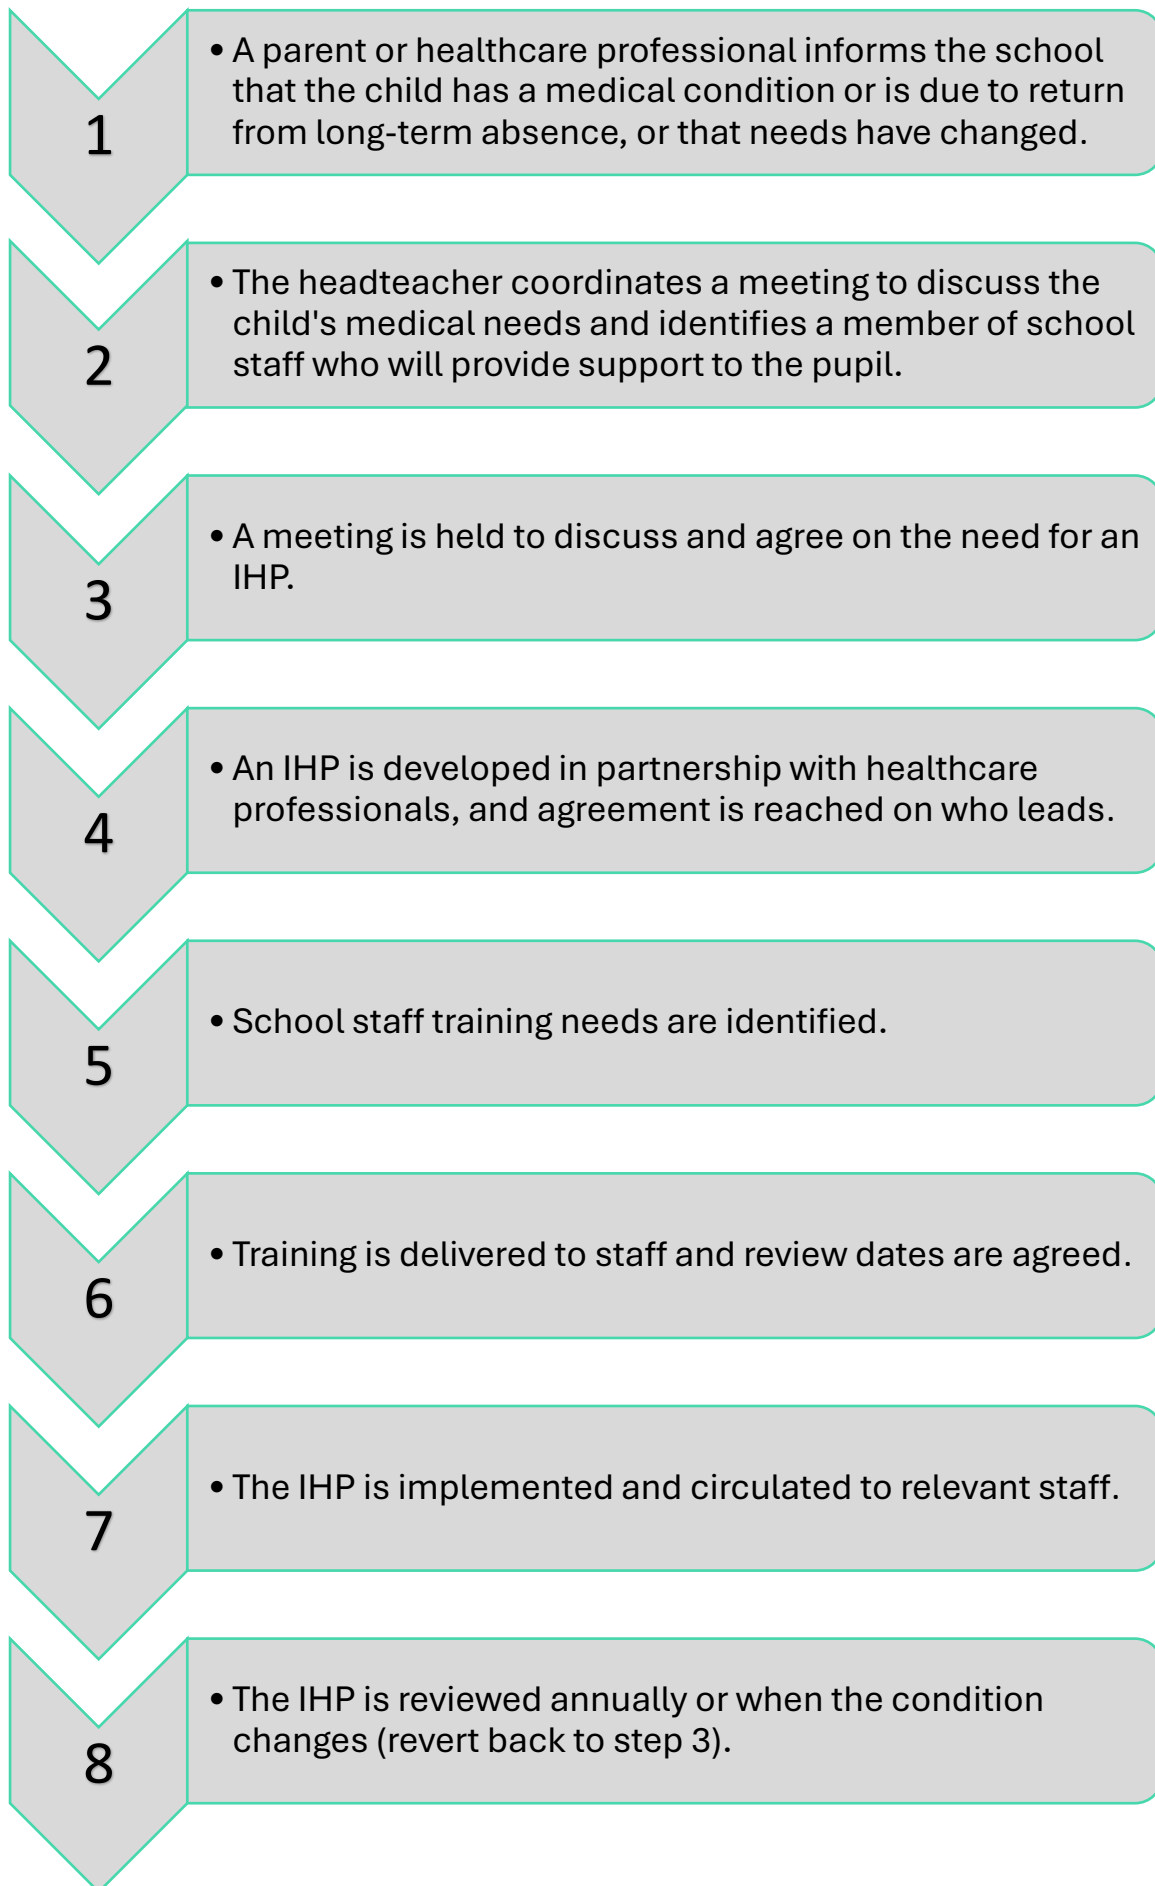 1
• A parent or healthcare professional informs the school
that the child has a medical condition or is due to return
from long-term absence, or that needs have changed.
2
• The headteacher coordinates a meeting to discuss the
child's medical needs and identifies a member of school
staff who will provide support to the pupil.
3
• A meeting is held to discuss and agree on the need for an
IHP.
4
• An IHP is developed in partnership with healthcare
professionals, and agreement is reached on who leads.
5
• School staff training needs are identified.
6
• Training is delivered to staff and review dates are agreed.
7
• The IHP is implemented and circulated to relevant staff.
8
• The IHP is reviewed annually or when the condition
changes (revert back to step 3).